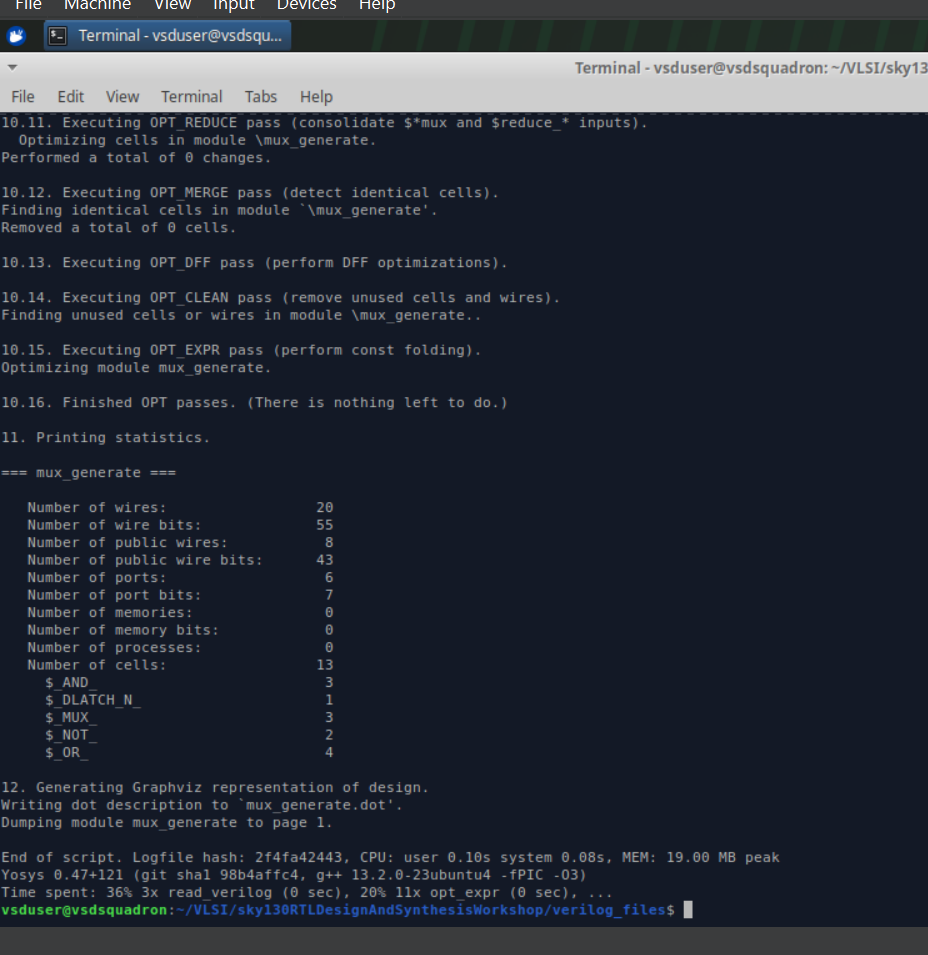 File Machine View Input Devices Help
Terminal - vsduser@vsdsqu...
Terminal - vsduser@vsdsquadron: ~/VLSI/sky13
File Edit View Terminal Tabs Help
10.11. Executing OPT_REDUCE pass (consolidate $*mux and $reduce_* inputs).
  Optimizing cells in module \mux_generate.
Performed a total of 0 changes.

10.12. Executing OPT_MERGE pass (detect identical cells).
Finding identical cells in module `\mux_generate'.
Removed a total of 0 cells.

10.13. Executing OPT_DFF pass (perform DFF optimizations).

10.14. Executing OPT_CLEAN pass (remove unused cells and wires).
Finding unused cells or wires in module \mux_generate..

10.15. Executing OPT_EXPR pass (perform const folding).
Optimizing module mux_generate.

10.16. Finished OPT passes. (There is nothing left to do.)

11. Printing statistics.

=== mux_generate ===

   Number of wires:                 20
   Number of wire bits:             55
   Number of public wires:           8
   Number of public wire bits:      43
   Number of ports:                  6
   Number of port bits:              7
   Number of memories:               0
   Number of memory bits:            0
   Number of processes:              0
   Number of cells:                 13
     $_AND_                          3
     $_DLATCH_N_                     1
     $_MUX_                          3
     $_NOT_                          2
     $_OR_                           4

12. Generating Graphviz representation of design.
Writing dot description to `mux_generate.dot'.
Dumping module mux_generate to page 1.

End of script. Logfile hash: 2f4fa42443, CPU: user 0.10s system 0.08s, MEM: 19.00 MB peak
Yosys 0.47+121 (git sha1 98b4affc4, g++ 13.2.0-23ubuntu4 -fPIC -O3)
Time spent: 36% 3x read_verilog (0 sec), 20% 11x opt_expr (0 sec), ...
vsduser@vsdsquadron:~/VLSI/sky130RTLDesignAndSynthesisWorkshop/verilog_files$